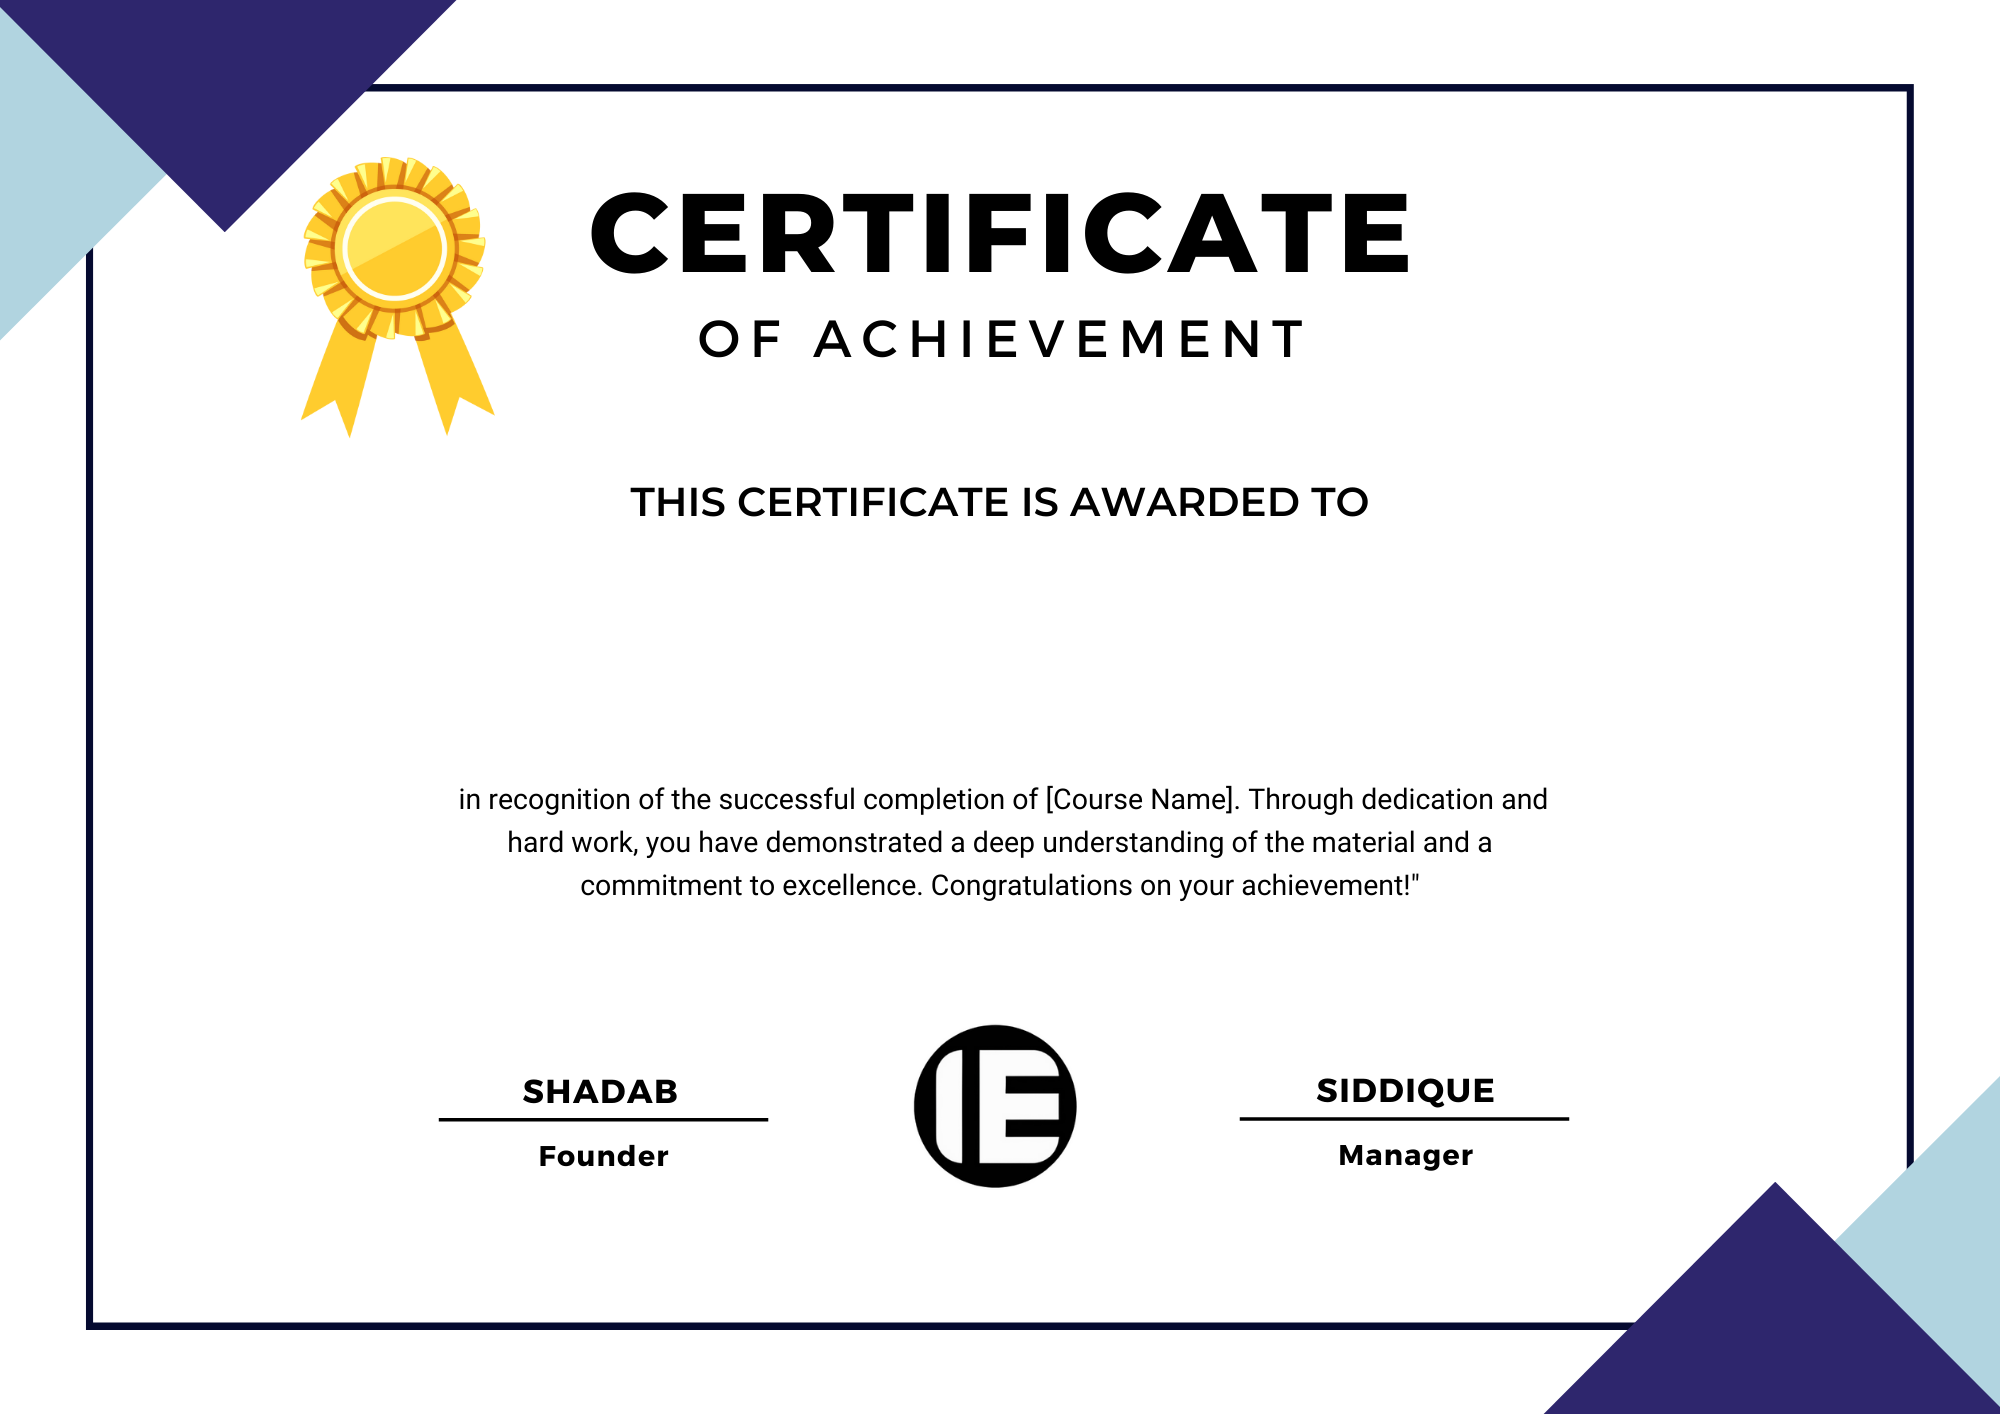 CERTIFICATE
OF ACHIEVEMENT
THIS CERTIFICATE IS AWARDED TO
in recognition of the successful completion of [Course Name]. Through dedication and
hard work, you have demonstrated a deep understanding of the material and a
commitment to excellence. Congratulations on your achievement!"
SHADAB
Founder
IE
SIDDIQUE
Manager